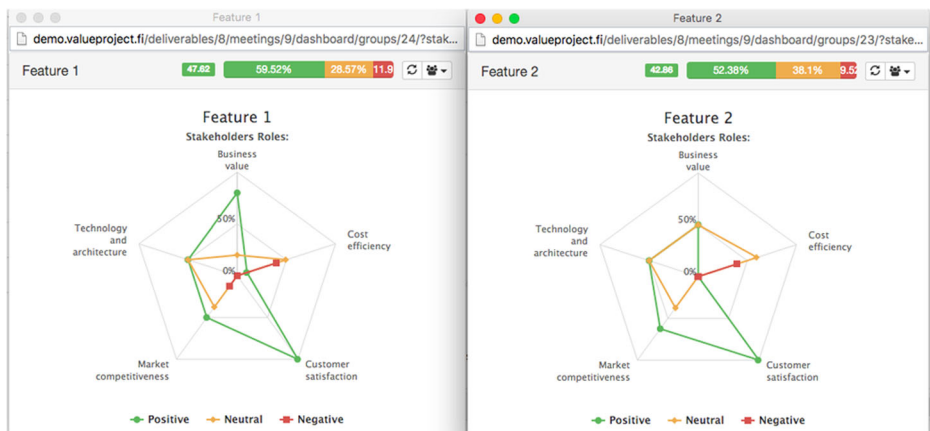 Feature 1
demo.valueproject.fi/deliverables/8/meetings/9/dashboard/groups/24/?stak...
Feature 1
47.62
59.52%
28.57%
11.9
Feature 1
Stakeholders Roles:
Business
value
50%
0%
Technology
and
architecture
Cost
efficiency
Market
competitiveness
Customer
satisfaction
Positive
Neutral
Negative
Feature 2
demo.valueproject.fi/deliverables/8/meetings/9/dashboard/groups/23/?stake...
Feature 2
42.86
52.38%
38.1%
9.52
Feature 2
Stakeholders Roles:
Business
value
50%
0%
Technology
and
architecture
Cost
efficiency
Market
competitiveness
Customer
satisfaction
Positive
Neutral
Negative